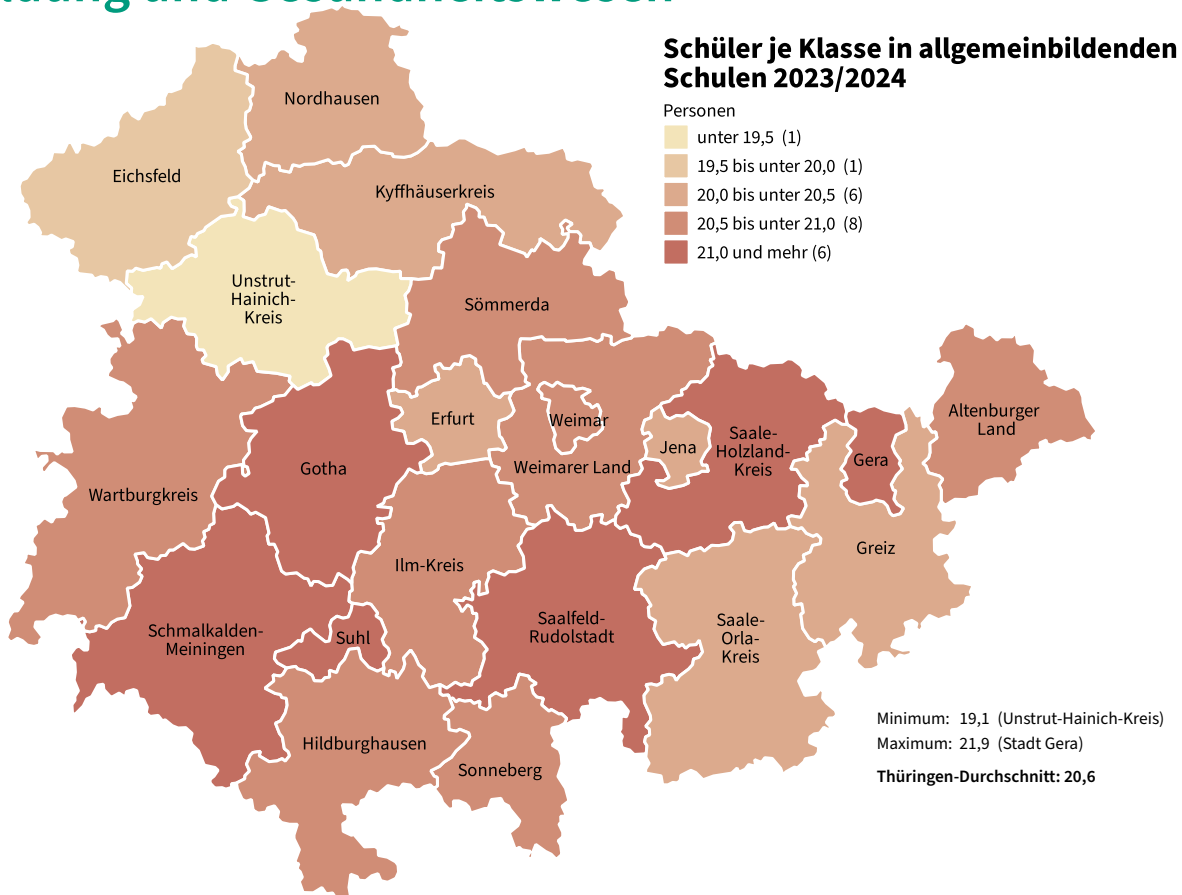 Schüler je Klasse in allgemeinbildenden
Schulen 2023/2024
Personen
unter 19,5 (1)
19,5 bis unter 20,0 (1)
20,0 bis unter 20,5 (6)
20,5 bis unter 21,0 (8)
21,0 und mehr (6)
Nordhausen
Eichsfeld
Kyffhäuserkreis
Unstrut-
Hainich-
Kreis
Sömmerda
Erfurt
Weimar
Altenburger
Land
Jena
Saale-
Holzland-
Kreis
Gera
Gotha
Weimarer Land
Wartburgkreis
Greiz
Ilm-Kreis
Schmalkalden-
Meiningen
Suhl
Saalfeld-
Rudolstadt
Saale-
Orla-
Kreis
Hildburghausen
Sonneberg
Minimum: 19,1 (Unstrut-Hainich-Kreis)
Maximum: 21,9 (Stadt Gera)
Thüringen-Durchschnitt: 20,6